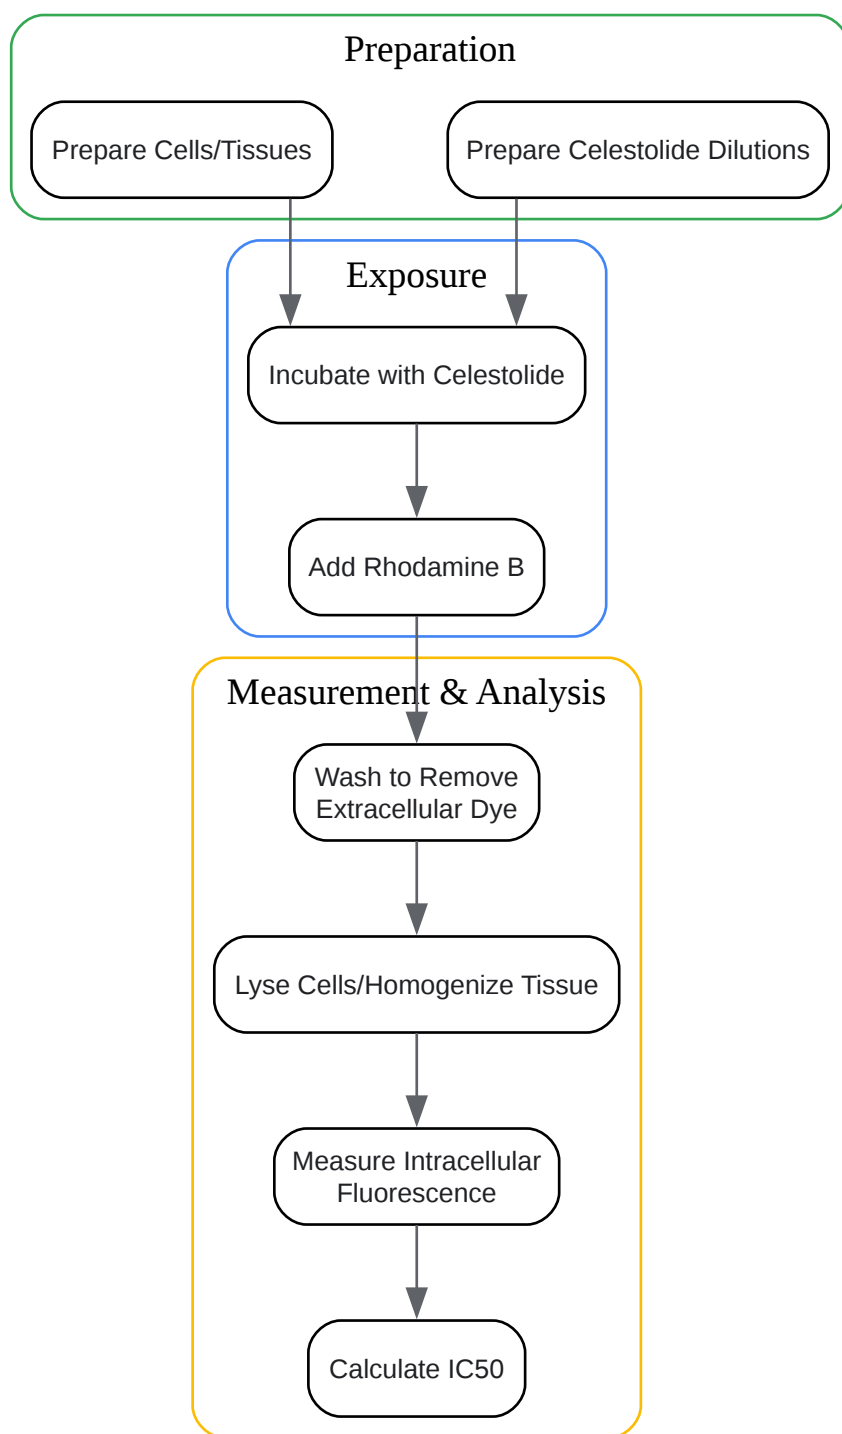 Preparation
Prepare Cells/Tissues
Prepare Celestolide Dilutions
Exposure
Incubate with Celestolide
Add Rhodamine B
Measurement & Analysis
Wash to Remove
Extracellular Dye
Lyse Cells/Homogenize Tissue
Measure Intracellular
Fluorescence
Calculate IC50